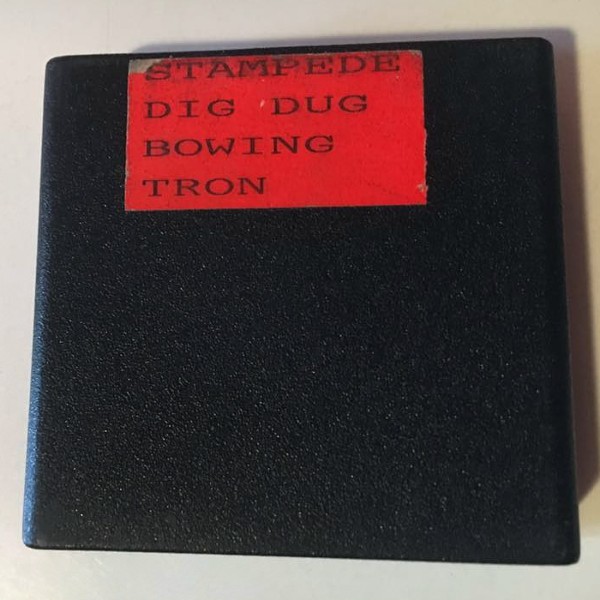 STAMPEDE
DIG DUG
BOWING
TRON